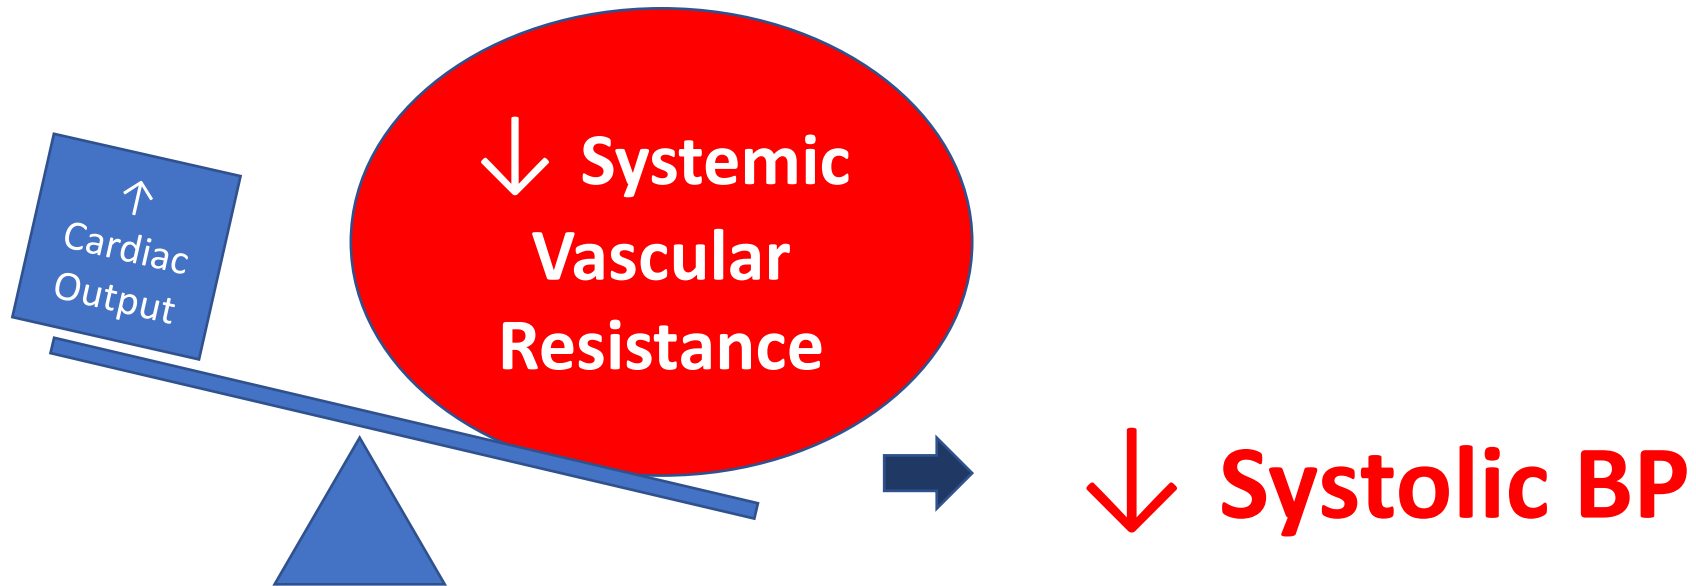 ↑
Cardiac
Output
↓ Systemic
Vascular
Resistance
↓ Systolic BP